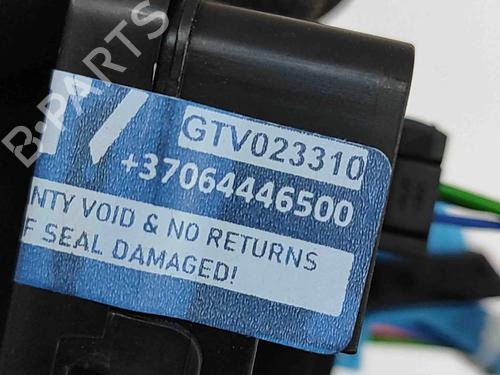 B-PARTS
GTV023310
+37064446500
NTY VOID & NO RETURNS
F SEAL DAMAGED!